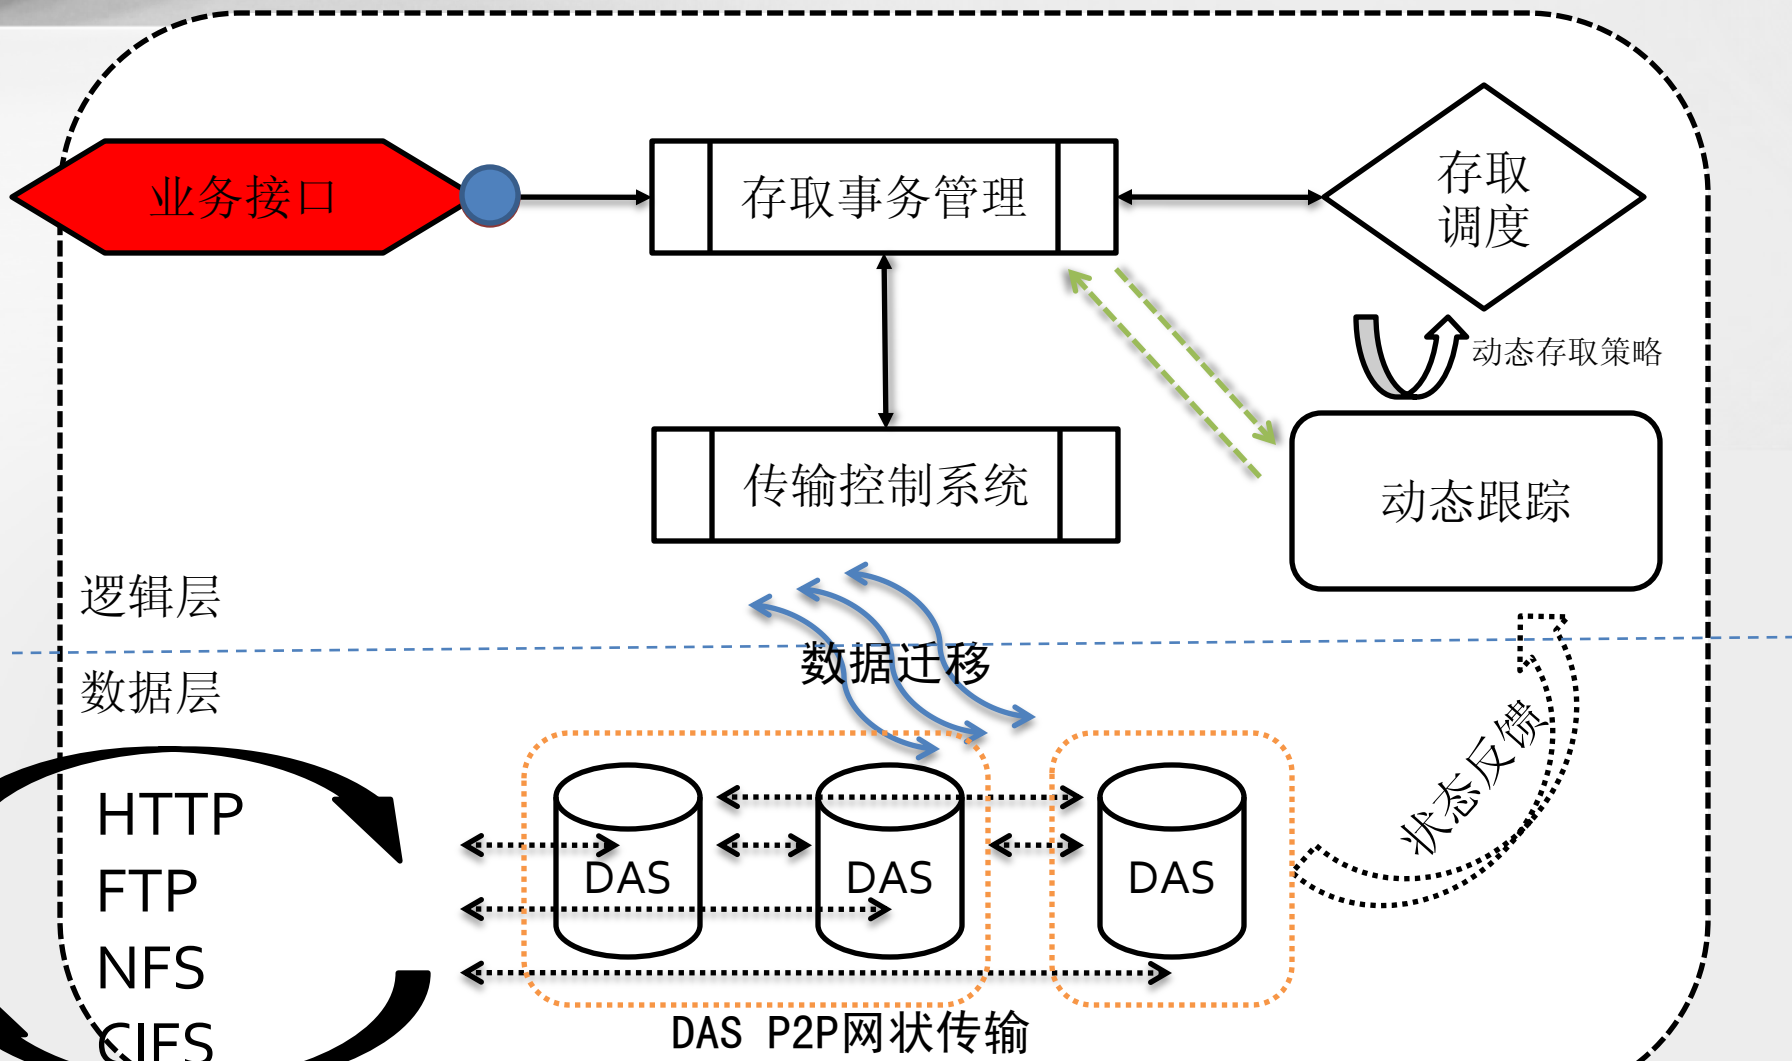 业务接口
存取事务管理
存取
调度
动态存取策略
传输控制系统
动态跟踪
逻辑层
数据迁移
数据层
状态反馈
HTTP
FTP
NFS
CIFS
DAS
DAS
DAS
DAS P2P网状传输